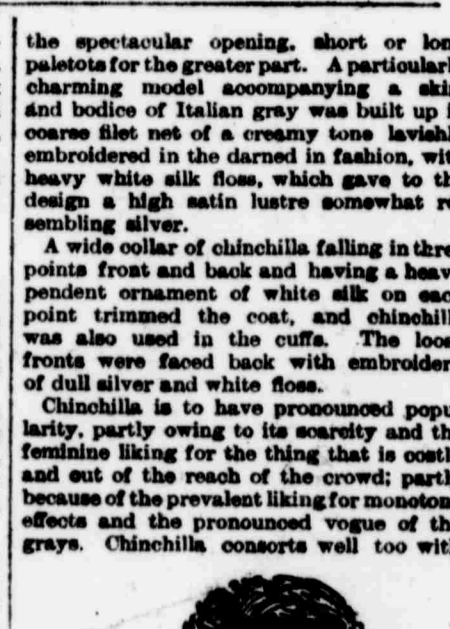 the spectacular opening, short or lon
paletots for the greater part. A particularl
charming model accompanying a ski
and bodice of Italian gray was built up i
coarse filet net of a creamy tone lavishl
embroidered in the darned in fashion, wit
heavy white silk floss, which gave to th
design a high satin lustre somewhat re
sembling silver.
A wide collar of chinchilla falling in thre
points front and back and having a heav
pendent ornament of white silk on eac
point trimmed the coat, and chinchill
was also used in the cuffs. The loos
fronts were faced back with embroider
of dull silver and white floss.
Chinchilla is to have pronounced popu
larity, partly owing to its scarcity and th
feminine liking for the thing that is costl
and out of the reach of the crowd; partl
because of the prevalent liking for monoton
effects and the pronounced vogue of th
grays. Chinchilla consorts well too wit